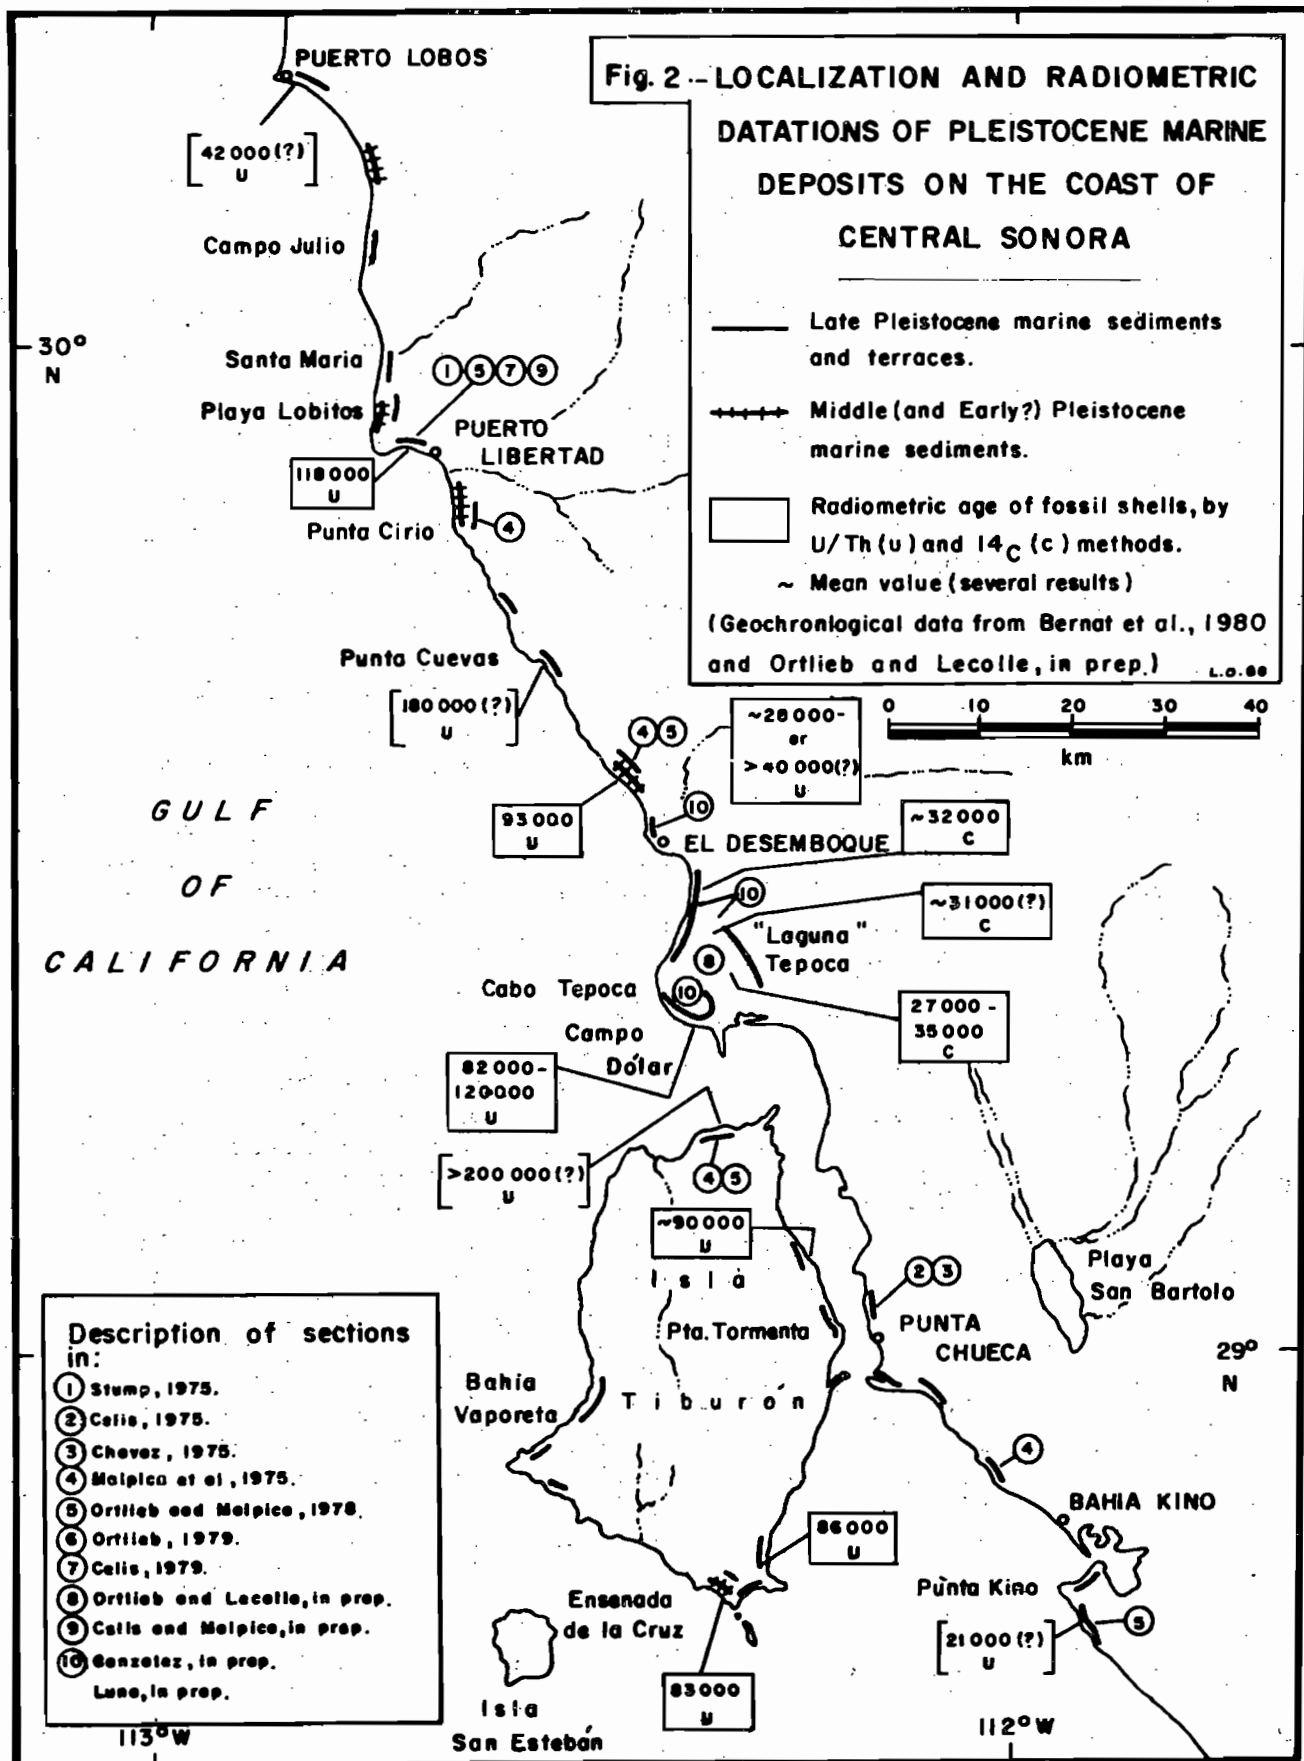 Fig. 2 -- LOCALIZATION AND RADIOMETRIC
DATATIONS OF PLEISTOCENE MARINE
DEPOSITS ON THE COAST OF
CENTRAL SONORA
Late Pleistocene marine sediments
and terraces.
Middle (and Early?) Pleistocene
marine sediments.
Radiometric age of fossil shells, by
U/Th (u) and 14C (c) methods.
~ Mean value (several results)
(Geochronlogical data from Bernat et al., 1980
and Ortlieb and Lecolle, in prep.)
0 10 20 30 40
km
PUERTO LOBOS
42 000 (?)
U
Campo Julio
30°
N
Santa Maria
1 5 7 9
Playa Lobitos
PUERTO
LIBERTAD
118 000
U
Punta Cirio
4
Punta Cuevas
180 000 (?)
U
4 5
~28 000-
or
>40 000(?)
U
93 000
U
10
EL DESEMBOQUE
~32 000
C
GULF
OF
CALIFORNIA
10
~31 000 (?)
C
"Laguna"
Tepoca
8
Cabo Tepoca
10
27 000 -
35 000
C
Campo
Dólar
82 000-
120 000
U
>200 000 (?)
U
4 5
~90 000
U
Isla
2 3
Playa
San Bartolo
Pta. Tormenta
PUNTA
CHUECA
29°
N
Bahía
Vaporeta
Tiburón
4
BAHIA KINO
86 000
U
Punta Kino
Ensenada
de la Cruz
5
21 000 (?)
U
83 000
U
Isla
San Esteban
Description of sections
in:
1 Stump, 1975.
2 Celis, 1975.
3 Chavez, 1975.
4 Malpica et al, 1975.
5 Ortlieb and Malpica, 1978.
6 Ortlieb, 1979.
7 Celis, 1979.
8 Ortlieb and Lecolle, in prep.
9 Celis and Malpica, in prep.
10 Gonzalez, in prep.
Luna, in prep.
113° W
112° W